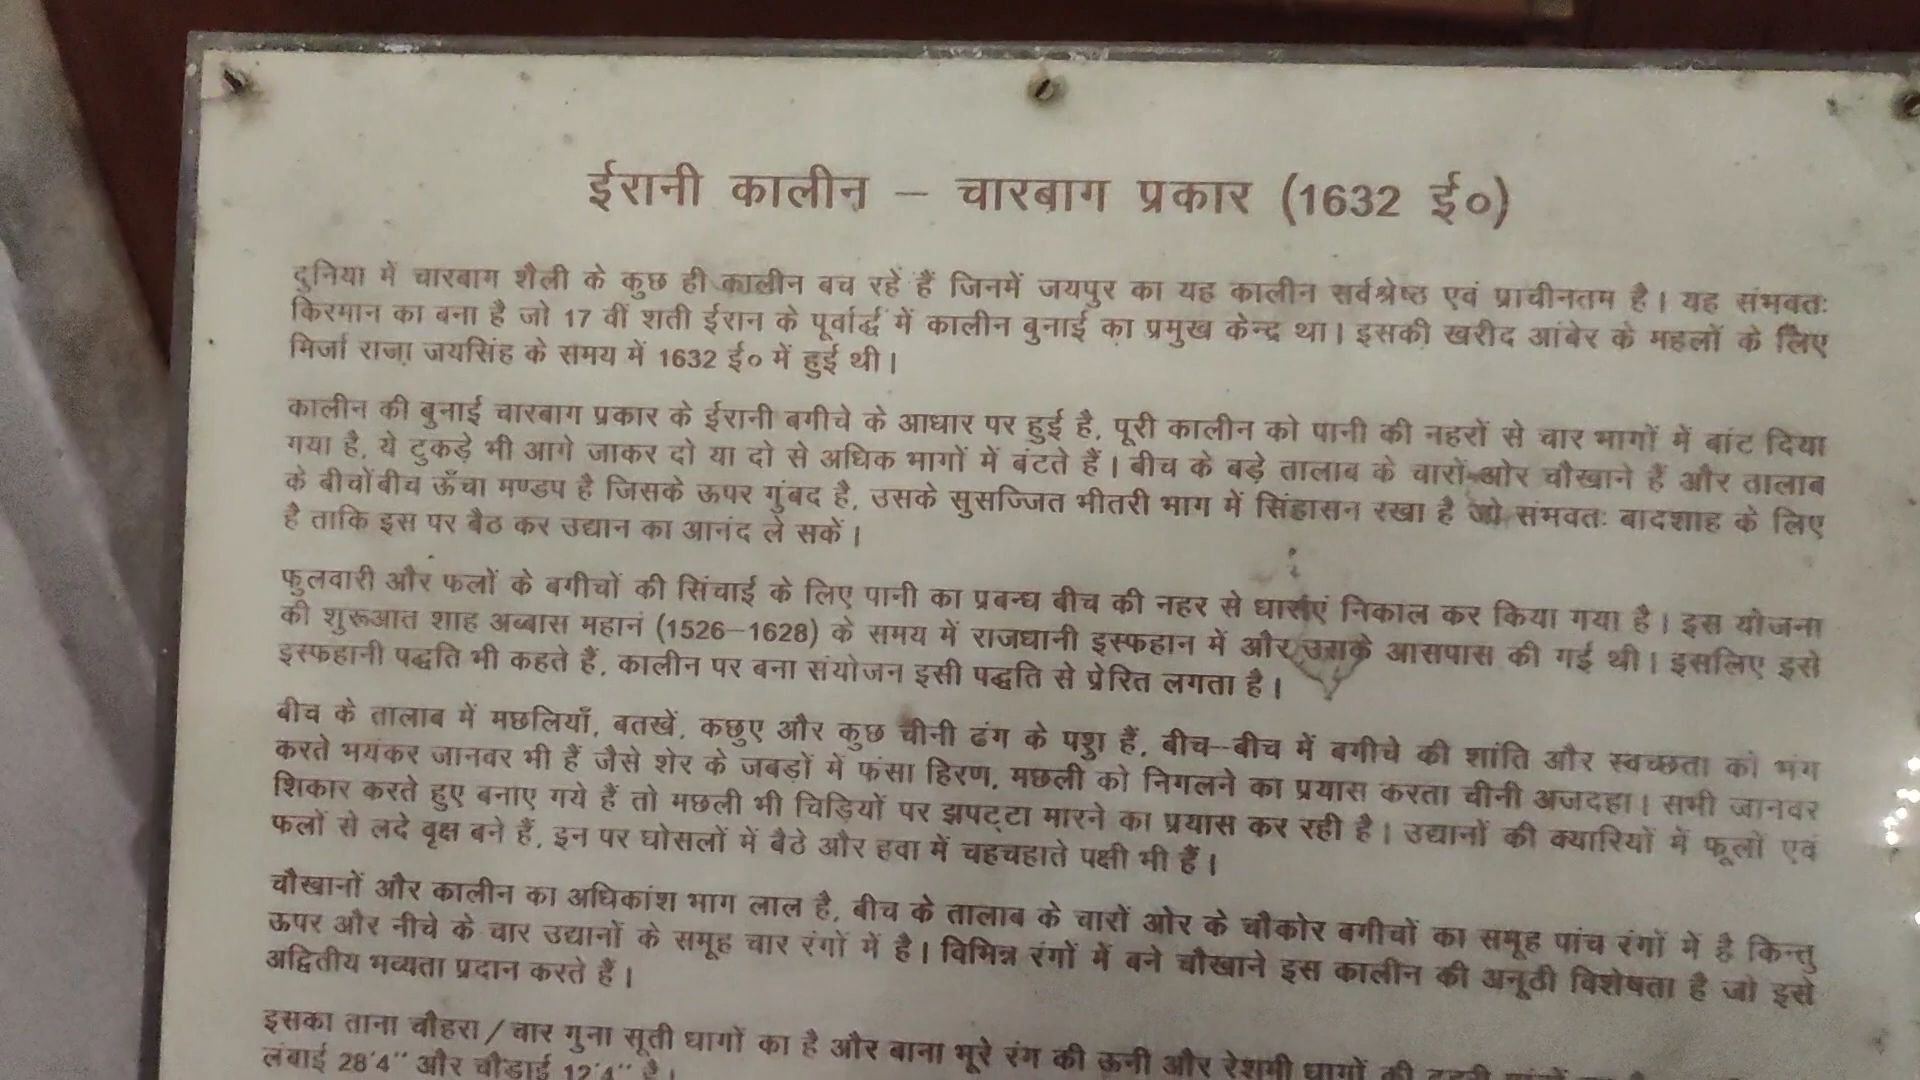 ईरानी कालीन – चारबाग प्रकार (1632 ई०)
दुनिया में चारबाग शैली के कुछ ही कालीन बच रहें हैं जिनमें जयपुर का यह कालीन सर्वश्रेष्ठ एवं प्राचीनतम है। यह संभवतः
किरमान का बना है जो 17 वीं शती ईरान के पूर्वार्द्ध में कालीन बुनाई का प्रमुख केन्द्र था। इसकी खरीद आंबेर के महलों के लिए
मिर्जा राजा जयसिंह के समय में 1632 ई० में हुई थी।
कालीन की बुनाई चारबाग प्रकार के ईरानी बगीचे के आधार पर हुई है, पूरी कालीन को पानी की नहरों से चार भागों में बांट दिया
गया है, ये टुकड़े भी आगे जाकर दो या दो से अधिक भागों में बंटते हैं। बीच के बड़े तालाब के चारों ओर चौखाने हैं और तालाब
के बीचोंबीच ऊँचा मण्डप है जिसके ऊपर गुंबद है, उसके सुसज्जित भीतरी भाग में सिंहासन रखा है जो संभवतः बादशाह के लिए
है ताकि इस पर बैठ कर उद्यान का आनंद ले सकें।
फुलवारी और फलों के बगीचों की सिंचाई के लिए पानी का प्रबन्ध बीच की नहर से धाराएं निकाल कर किया गया है। इस योजना
की शुरूआत शाह अब्बास महानं (1526–1628) के समय में राजधानी इस्फहान में और उसके आसपास की गई थी। इसलिए इसे
इस्फहानी पद्धति भी कहते हैं, कालीन पर बना संयोजन इसी पद्धति से प्रेरित लगता है।
बीच के तालाब में मछलियाँ, बतखें, कछुए और कुछ चीनी ढंग के पशु हैं, बीच–बीच में बगीचे की शांति और स्वच्छता को भंग
करते भयंकर जानवर भी हैं जैसे शेर के जबड़ों में फंसा हिरण, मछली को निगलने का प्रयास करता चीनी अजदहा। सभी जानवर
शिकार करते हुए बनाए गये हैं तो मछली भी चिड़ियों पर झपट्टा मारने का प्रयास कर रही है। उद्यानों की क्यारियों में फूलों एवं
फलों से लदे वृक्ष बने हैं, इन पर घोसलों में बैठे और हवा में चहचहाते पक्षी भी हैं।
चौखानों और कालीन का अधिकांश भाग लाल है, बीच के तालाब के चारों ओर के चौकोर बगीचों का समूह पांच रंगों में है किन्तु
ऊपर और नीचे के चार उद्यानों के समूह चार रंगों में है। विभिन्न रंगों में बने चौखाने इस कालीन की अनूठी विशेषता है जो इसे
अद्वितीय भव्यता प्रदान करते हैं।
इसका ताना चौहरा/चार गुना सूती धागों का है और बाना भूरे रंग की ऊनी और रेशमी धागों की
लंबाई 28'4'' और चौड़ाई 12'4'' है।